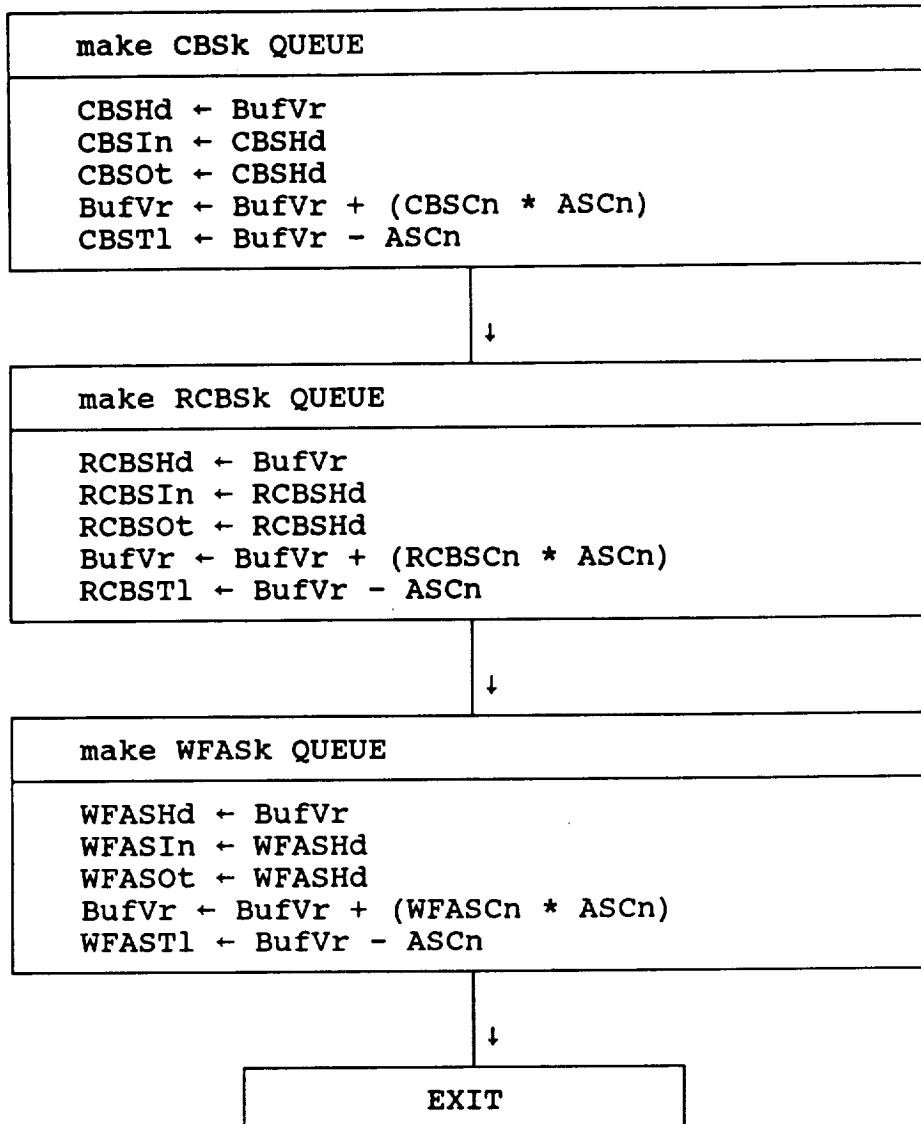 make CBSk QUEUE
CBSHd ← BufVr
CBSIn ← CBSHd
CBSOt ← CBSHd
BufVr ← BufVr + (CBSCn * ASCn)
CBSTl ← BufVr - ASCn
↓
make RCBSk QUEUE
RCBSHd ← BufVr
RCBSIn ← RCBSHd
RCBSOt ← RCBSHd
BufVr ← BufVr + (RCBSCn * ASCn)
RCBSTl ← BufVr - ASCn
↓
make WFASk QUEUE
WFASHd ← BufVr
WFASIn ← WFASHd
WFASOt ← WFASHd
BufVr ← BufVr + (WFASCn * ASCn)
WFASTl ← BufVr - ASCn
↓
EXIT